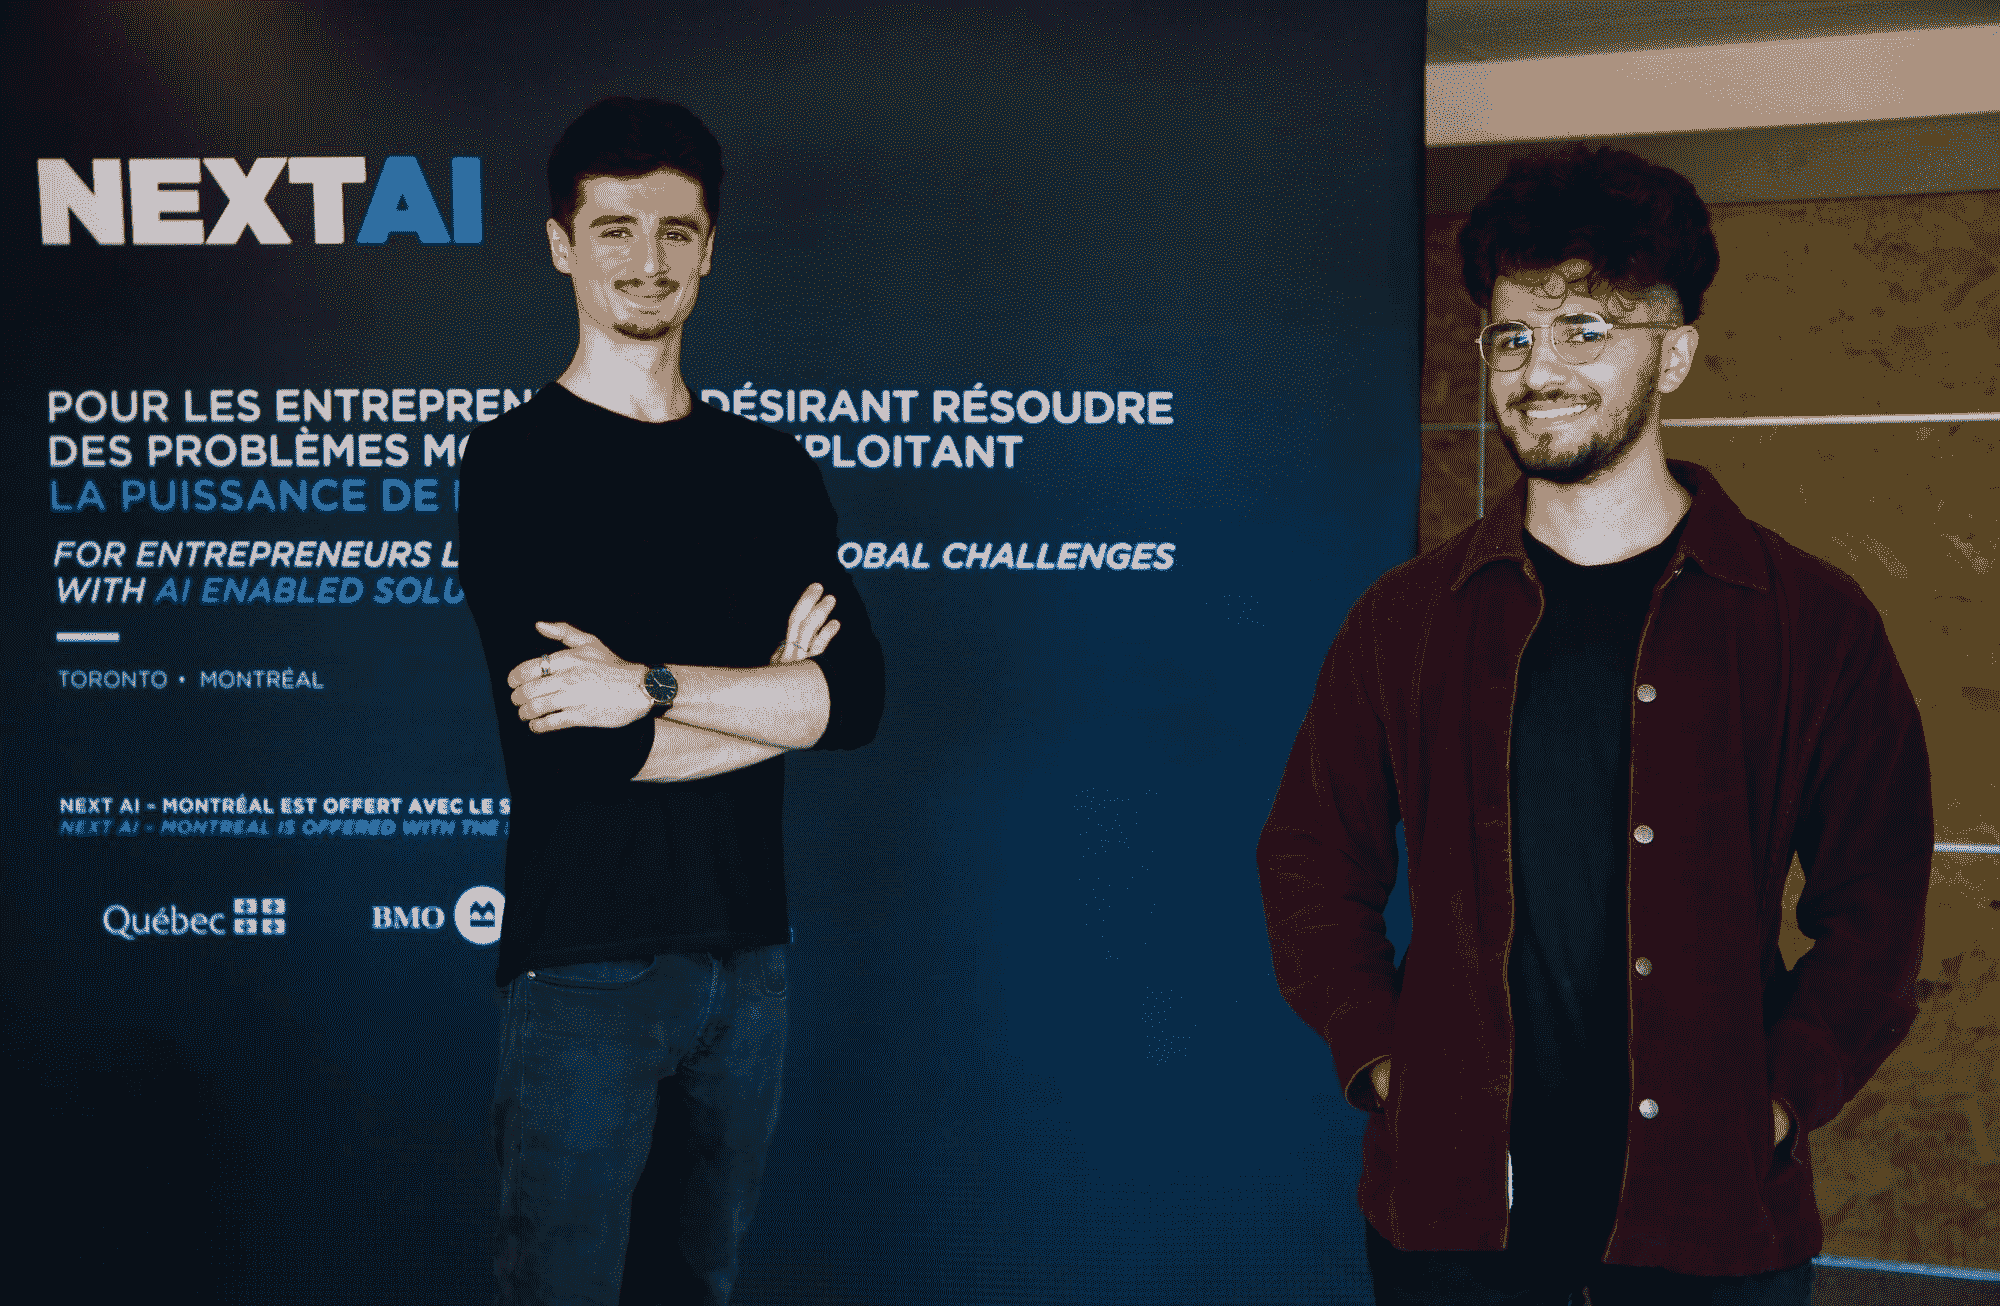 NEXTAI
POUR LES ENTREPREN DÉSIRANT RÉSOUDRE
DES PROBLÈMES MO PLOITANT
LA PUISSANCE DE
FOR ENTREPRENEURS L OBAL CHALLENGES
WITH AI ENABLED SOLU
TORONTO • MONTRÉAL
NEXT AI - MONTRÉAL EST OFFERT AVEC LE S
NEXT AI - MONTREAL IS OFFERED WITH THE
Québec
BMO